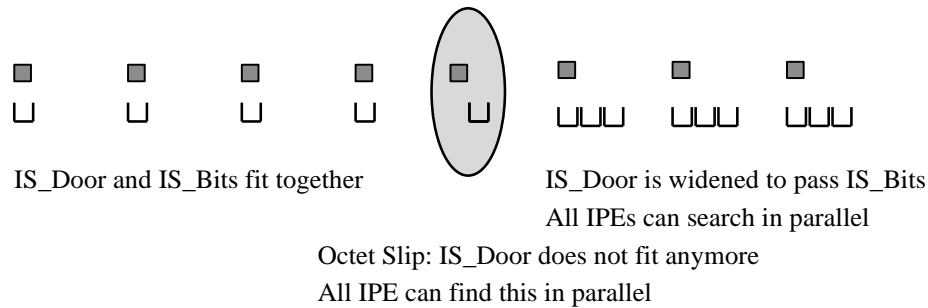 IS_Door and IS_Bits fit together
IS_Door is widened to pass IS_Bits
All IPEs can search in parallel
Octet Slip: IS_Door does not fit anymore
All IPE can find this in parallel